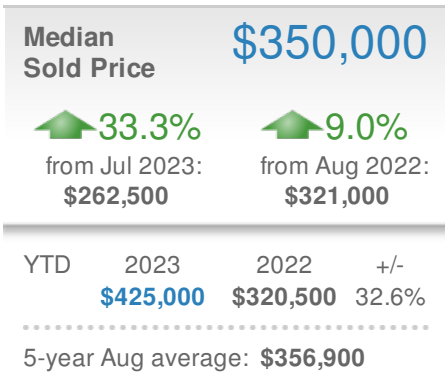 Median $350,000
Sold Price
33.3% 9.0%
from Jul 2023: from Aug 2022:
$262,500 $321,000
YTD 2023 2022 +/-
$425,000 $320,500 32.6%
5-year Aug average: $356,900